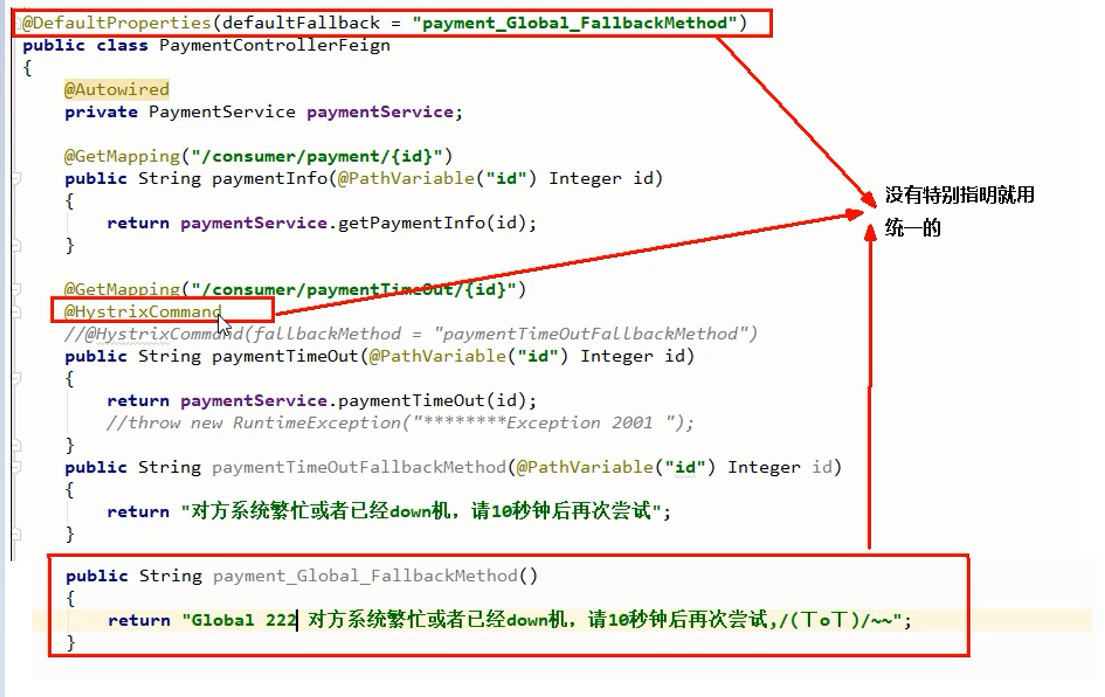 @DefaultProperties(defaultFallback = "payment_Global_FallbackMethod")
public class PaymentControllerFeign
{
@Autowired
private PaymentService paymentService;
@GetMapping("/consumer/payment/{id}")
public String paymentInfo(@PathVariable("id") Integer id)
{
return paymentService.getPaymentInfo(id);
}
没有特别指明就用
统一的
@GetMapping("/consumer/paymentTimeOut/{id}")
@HystrixCommand
//@HystrixCommand(fallbackMethod = "paymentTimeOutFallbackMethod")
public String paymentTimeOut(@PathVariable("id") Integer id)
{
return paymentService.paymentTimeOut(id);
//throw new RuntimeException("********Exception 2001 ");
}
public String paymentTimeOutFallbackMethod(@PathVariable("id") Integer id)
{
return "对方系统繁忙或者已经down机，请10秒钟后再次尝试";
}
public String payment_Global_FallbackMethod()
{
return "Global 222 对方系统繁忙或者已经down机，请10秒钟后再次尝试,/(ㄒoㄒ)/~~";
}